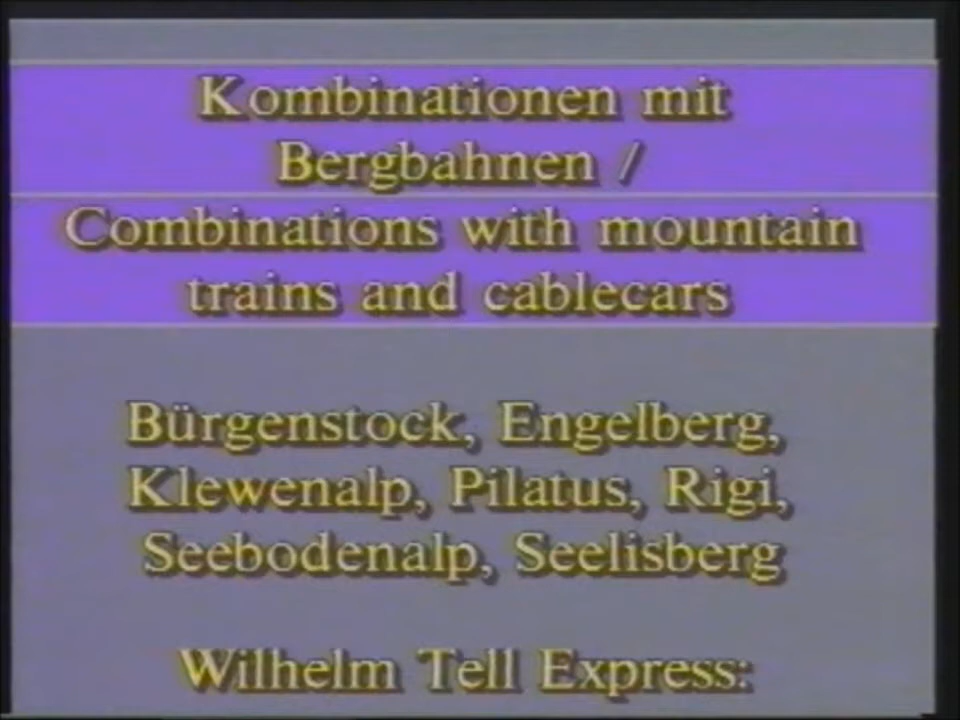 Kombinationen mit
Bergbahnen /
Combinations with mountain
trains and cablecars
Bürgenstock, Engelberg,
Klewenalp, Pilatus, Rigi,
Seebodenalp, Seelisberg
Wilhelm Tell Express: